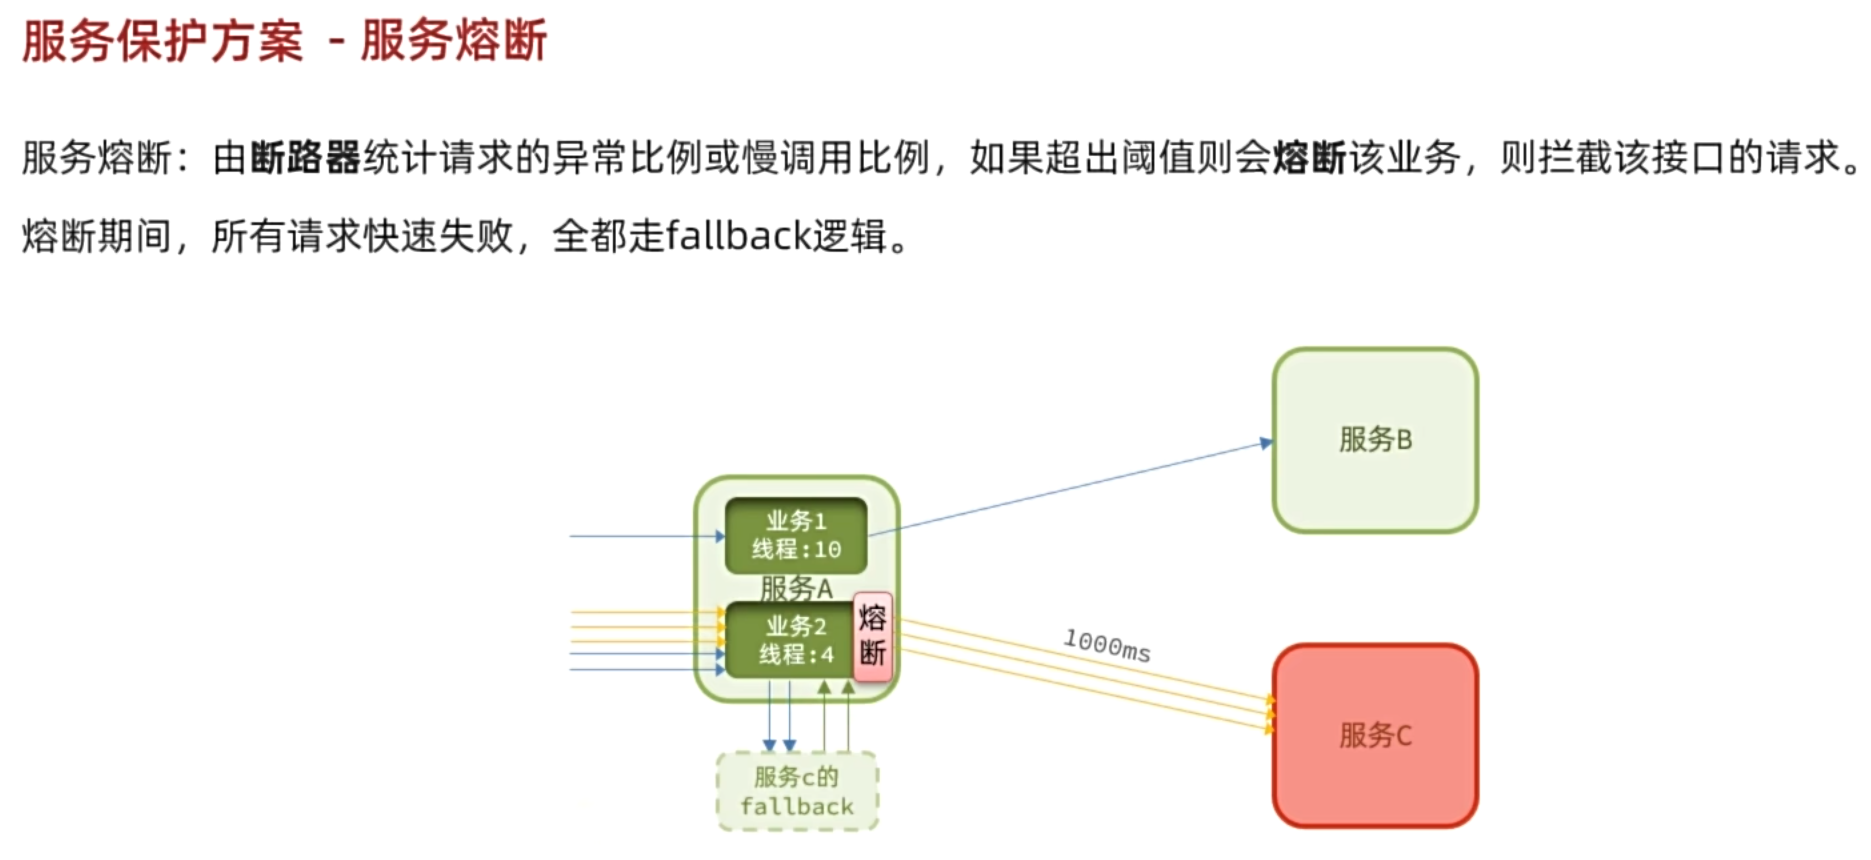 服务保护方案 - 服务熔断
服务熔断：由断路器统计请求的异常比例或慢调用比例，如果超出阈值则会熔断该业务，则拦截该接口的请求。
熔断期间，所有请求快速失败，全都走fallback逻辑。
服务B
业务1
线程:10
服务A
业务2
线程:4
熔
断
1000ms
服务C
服务c的
fallback